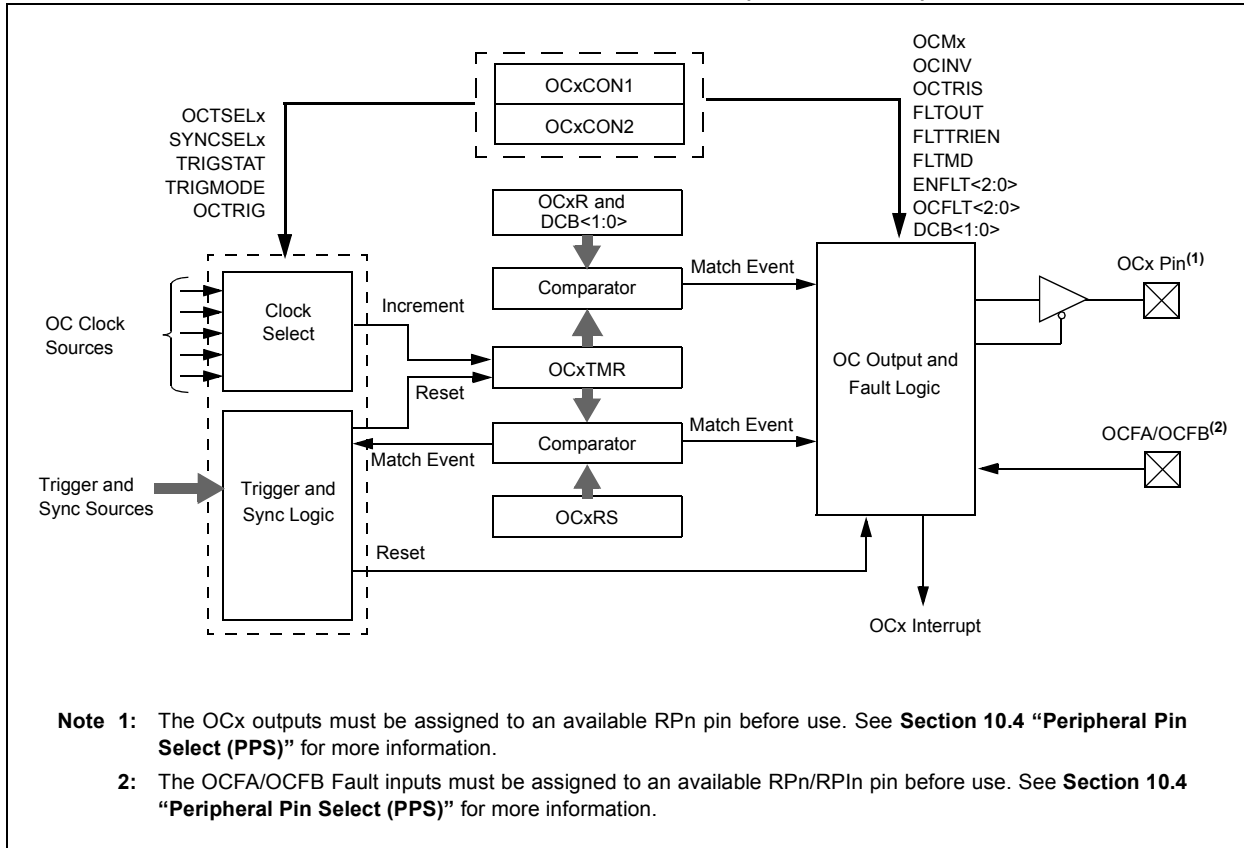 OCxCON1
OCxCON2
OCTSELx
SYNCSELx
TRIGSTAT
TRIGMODE
OCTRIG
OCMx
OCINV
OCTRIS
FLTOUT
FLTTRIEN
FLTMD
ENFLT<2:0>
OCFLT<2:0>
DCB<1:0>
OCxR and
DCB<1:0>
Match Event
OCx Pin(1)
Comparator
Increment
Clock
Select
OC Clock
Sources
OCxTMR
OC Output and
Fault Logic
Reset
Match Event
OCFA/OCFB(2)
Comparator
Match Event
Trigger and
Sync Sources
Trigger and
Sync Logic
OCxRS
Reset
OCx Interrupt
Note 1: The OCx outputs must be assigned to an available RPn pin before use. See Section 10.4 “Peripheral Pin
Select (PPS)” for more information.
2: The OCFA/OCFB Fault inputs must be assigned to an available RPn/RPIn pin before use. See Section 10.4
“Peripheral Pin Select (PPS)” for more information.